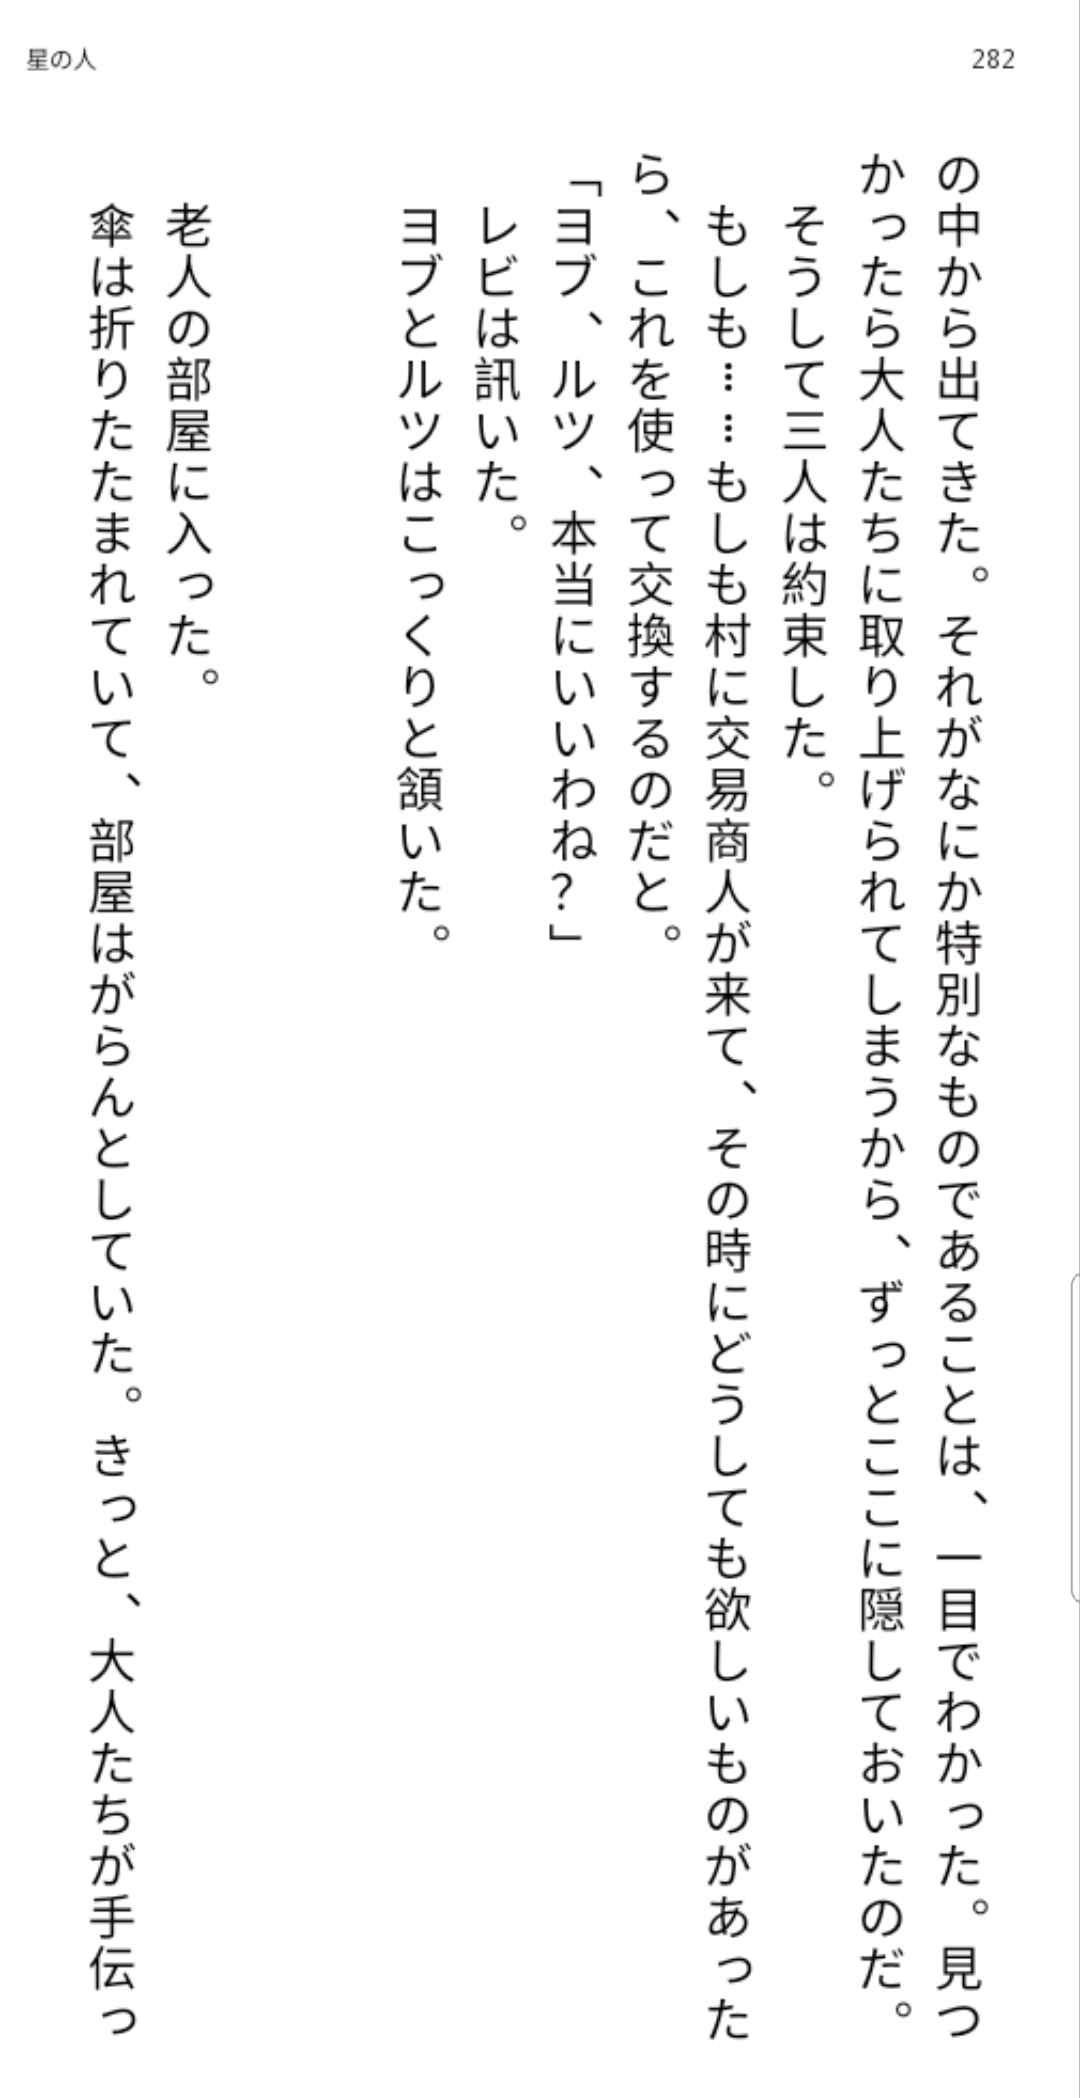 星の人
282
の中から出てきた。それがなにか特別なものであることは、一目でわかった。見つ
かったら大人たちに取り上げられてしまうから、ずっとここに隠しておいたのだ。
そうして三人は約束した。
もしも……もしも村に交易商人が来て、その時にどうしても欲しいものがあった
ら、これを使って交換するのだと。
「ヨブ、ルツ、本当にいいわね？」
レビは訊いた。
ヨブとルツはこっくりと頷いた。
老人の部屋に入った。
傘は折りたたまれていて、部屋はがらんとしていた。きっと、大人たちが手伝っ